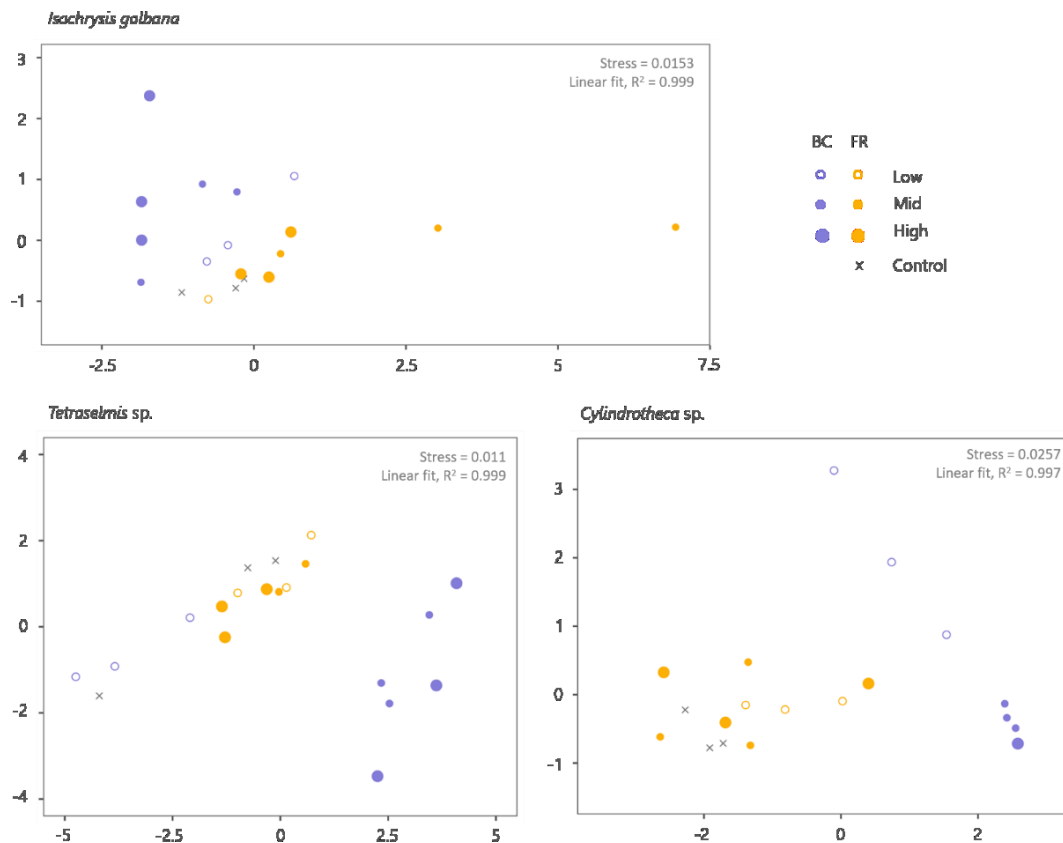 Isachrysis galbana
Stress = 0.0153
Linear fit, R² = 0.999
3
2
1
0
-1
-2.5
0
2.5
5
7.5
BC FR
Low
Mid
High
Control
Tetraselmis sp.
Stress = 0.011
Linear fit, R² = 0.999
4
2
0
-2
-4
-5
-2.5
0
2.5
5
Cylindrotheca sp.
Stress = 0.0257
Linear fit, R² = 0.997
3
2
1
0
-1
-2
0
2